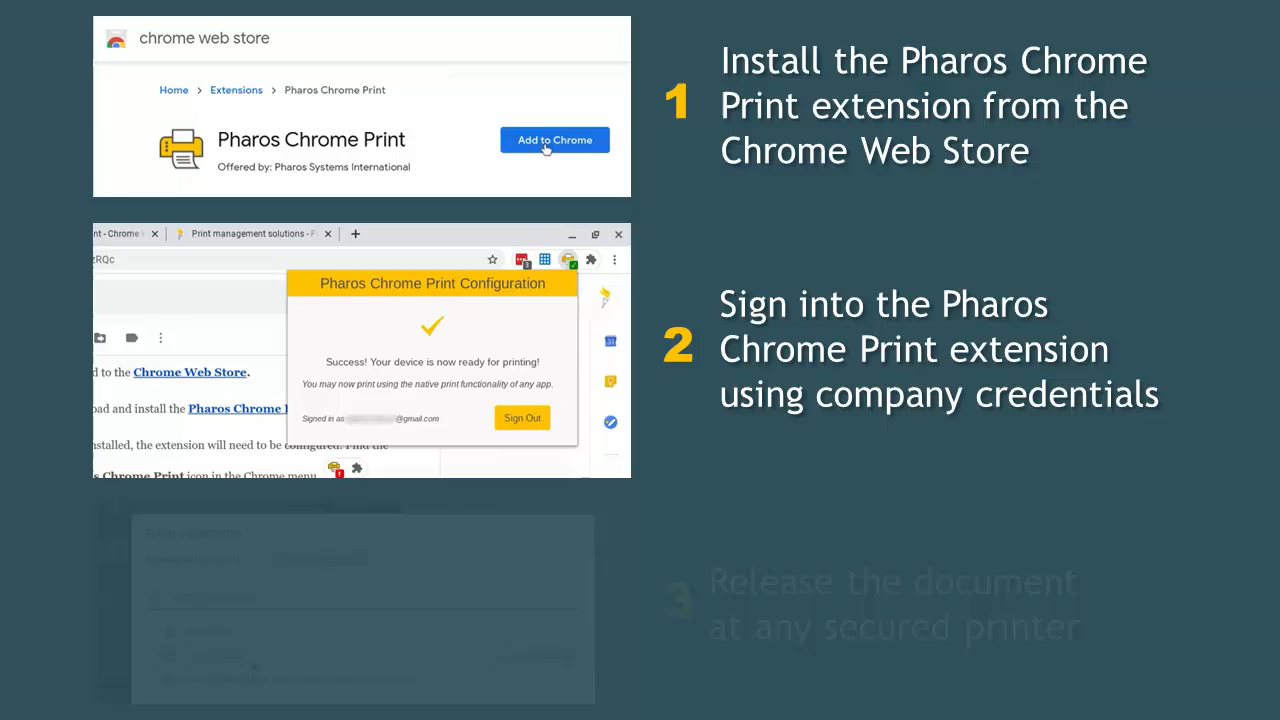 chrome web store
Home > Extensions > Pharos Chrome Print
Pharos Chrome Print
Add to Chrome
Offered by: Pharos Systems International
1
Install the Pharos Chrome
Print extension from the
Chrome Web Store
nt - Chrome
Print management solutions -
zRQc
3
Pharos Chrome Print Configuration
Success! Your device is now ready for printing!
You may now print using the native print functionality of any app.
Signed in as @gmail.com
Sign Out
31
d to the Chrome Web Store.
oad and install the Pharos Chrome
nstalled, the extension will need to be configured. Find the
s Chrome Print icon in the Chrome menu
2
Sign into the Pharos
Chrome Print extension
using company credentials
3
Release the document
at any secured printer